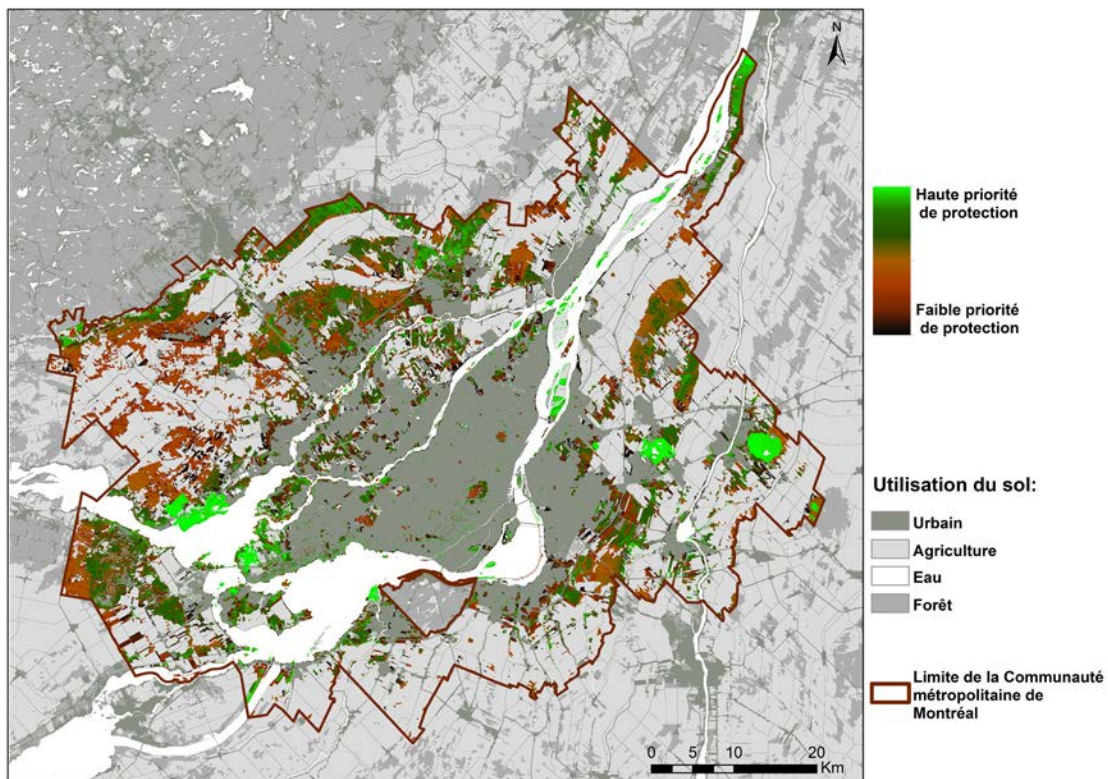 N
Haute priorité
de protection
Faible priorité
de protection
Utilisation du sol:
Urbain
Agriculture
Eau
Forêt
Limite de la Communauté
métropolitaine de
Montréal
0 5 10 20
Km